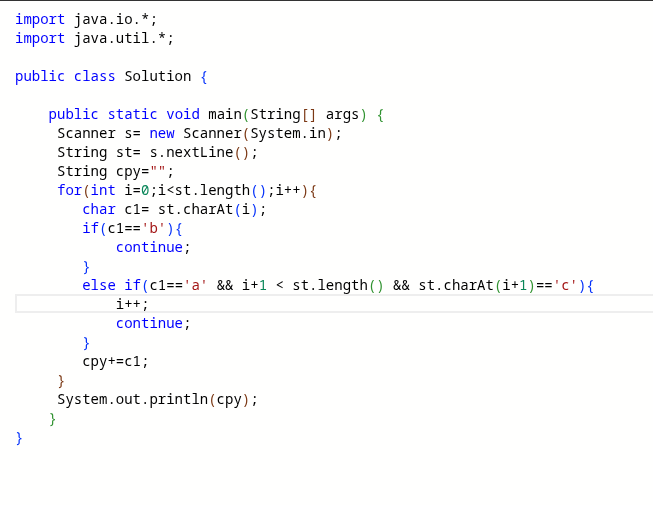 import java.io.*;
import java.util.*;

public class Solution {

    public static void main(String[] args) {
     Scanner s= new Scanner(System.in);
     String st= s.nextLine();
     String cpy="";
     for(int i=0;i<st.length();i++){
        char c1= st.charAt(i);
        if(c1=='b'){
            continue;
        }
        else if(c1=='a' && i+1 < st.length() && st.charAt(i+1)=='c'){
            i++;
            continue;
        }
        cpy+=c1;
     }
     System.out.println(cpy);
    }
}